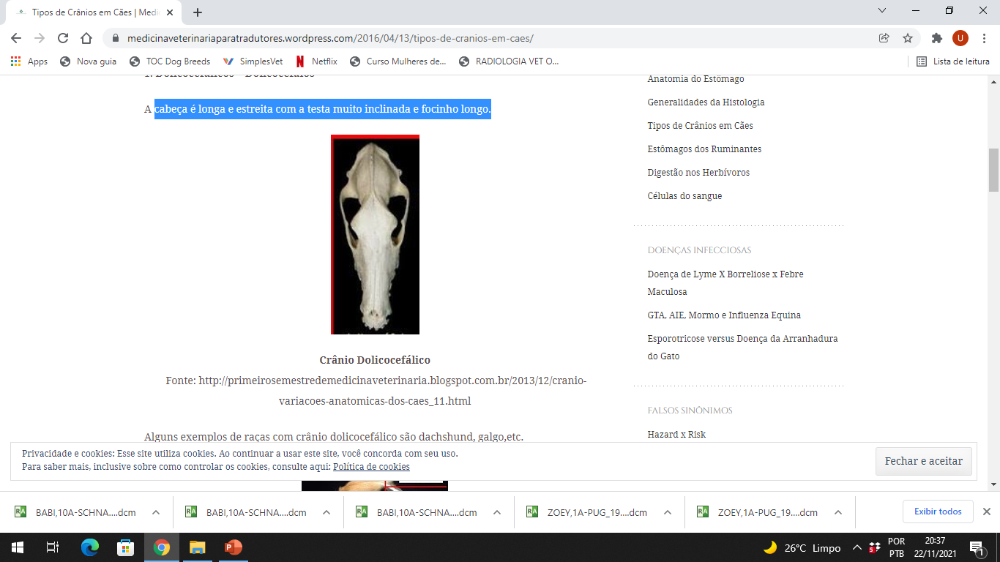 Tipos de Crânios em Cães | Medi
medicinaveterinariaparatradutores.wordpress.com/2016/04/13/tipos-de-cranios-em-caes/
U
Apps
Nova guia
TOC Dog Breeds
SimplesVet
Netflix
Curso Mulheres de...
RADIOLOGIA VET O...
Lista de leitura
A cabeça é longa e estreita com a testa muito inclinada e focinho longo.
Crânio Dolicocefálico
Fonte: http://primeirosemestredemedicinaveterinaria.blogspot.com.br/2013/12/cranio-
variacoes-anatomicas-dos-caes_11.html
Alguns exemplos de raças com crânio dolicocefálico são dachshund, galgo,etc.
Anatomia do Estômago
Generalidades da Histologia
Tipos de Crânios em Cães
Estômagos dos Ruminantes
Digestão nos Herbívoros
Células do sangue
DOENÇAS INFECCIOSAS
Doença de Lyme X Borreliose x Febre
Maculosa
GTA, AIE, Mormo e Influenza Equina
Esporotricose versus Doença da Arranhadura
do Gato
FALSOS SINÔNIMOS
Hazard x Risk
Privacidade e cookies: Esse site utiliza cookies. Ao continuar a usar este site, você concorda com seu uso.
Para saber mais, inclusive sobre como controlar os cookies, consulte aqui: Política de cookies
Fechar e aceitar
BABI,10A-SCHNA....dcm
BABI,10A-SCHNA....dcm
BABI,10A-SCHNA....dcm
ZOEY,1A-PUG_19....dcm
ZOEY,1A-PUG_19....dcm
Exibir todos
26°C Limpo
POR
PTB
20:37
22/11/2021
1